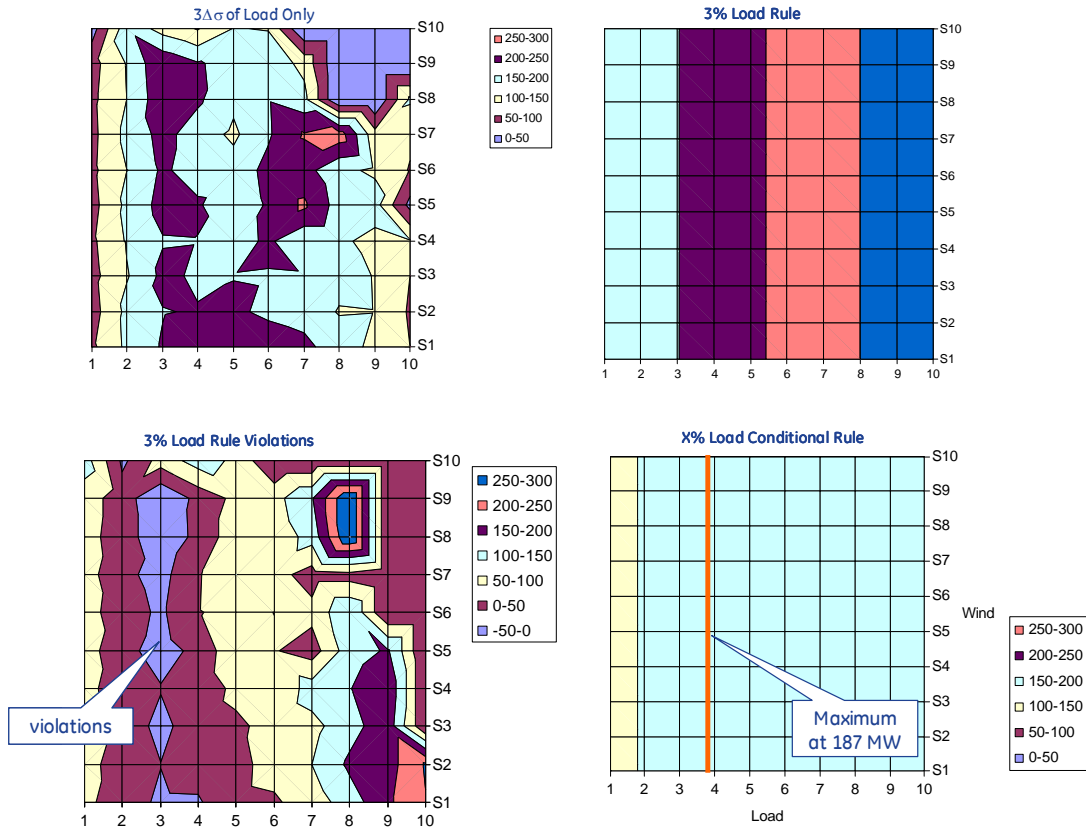 3Δσ of Load Only
S10
S9
S8
S7
S6
S5
S4
S3
S2
S1
1 2 3 4 5 6 7 8 9 10
250-300
200-250
150-200
100-150
50-100
0-50
3% Load Rule
S10
S9
S8
S7
S6
S5
S4
S3
S2
S1
1 2 3 4 5 6 7 8 9 10
3% Load Rule Violations
S10
S9
S8
S7
S6
S5
S4
S3
S2
S1
1 2 3 4 5 6 7 8 9 10
violations
250-300
200-250
150-200
100-150
50-100
0-50
-50-0
X% Load Conditional Rule
S10
S9
S8
S7
S6
S5
S4
S3
S2
S1
Wind
1 2 3 4 5 6 7 8 9 10
Load
Maximum
at 187 MW
250-300
200-250
150-200
100-150
50-100
0-50